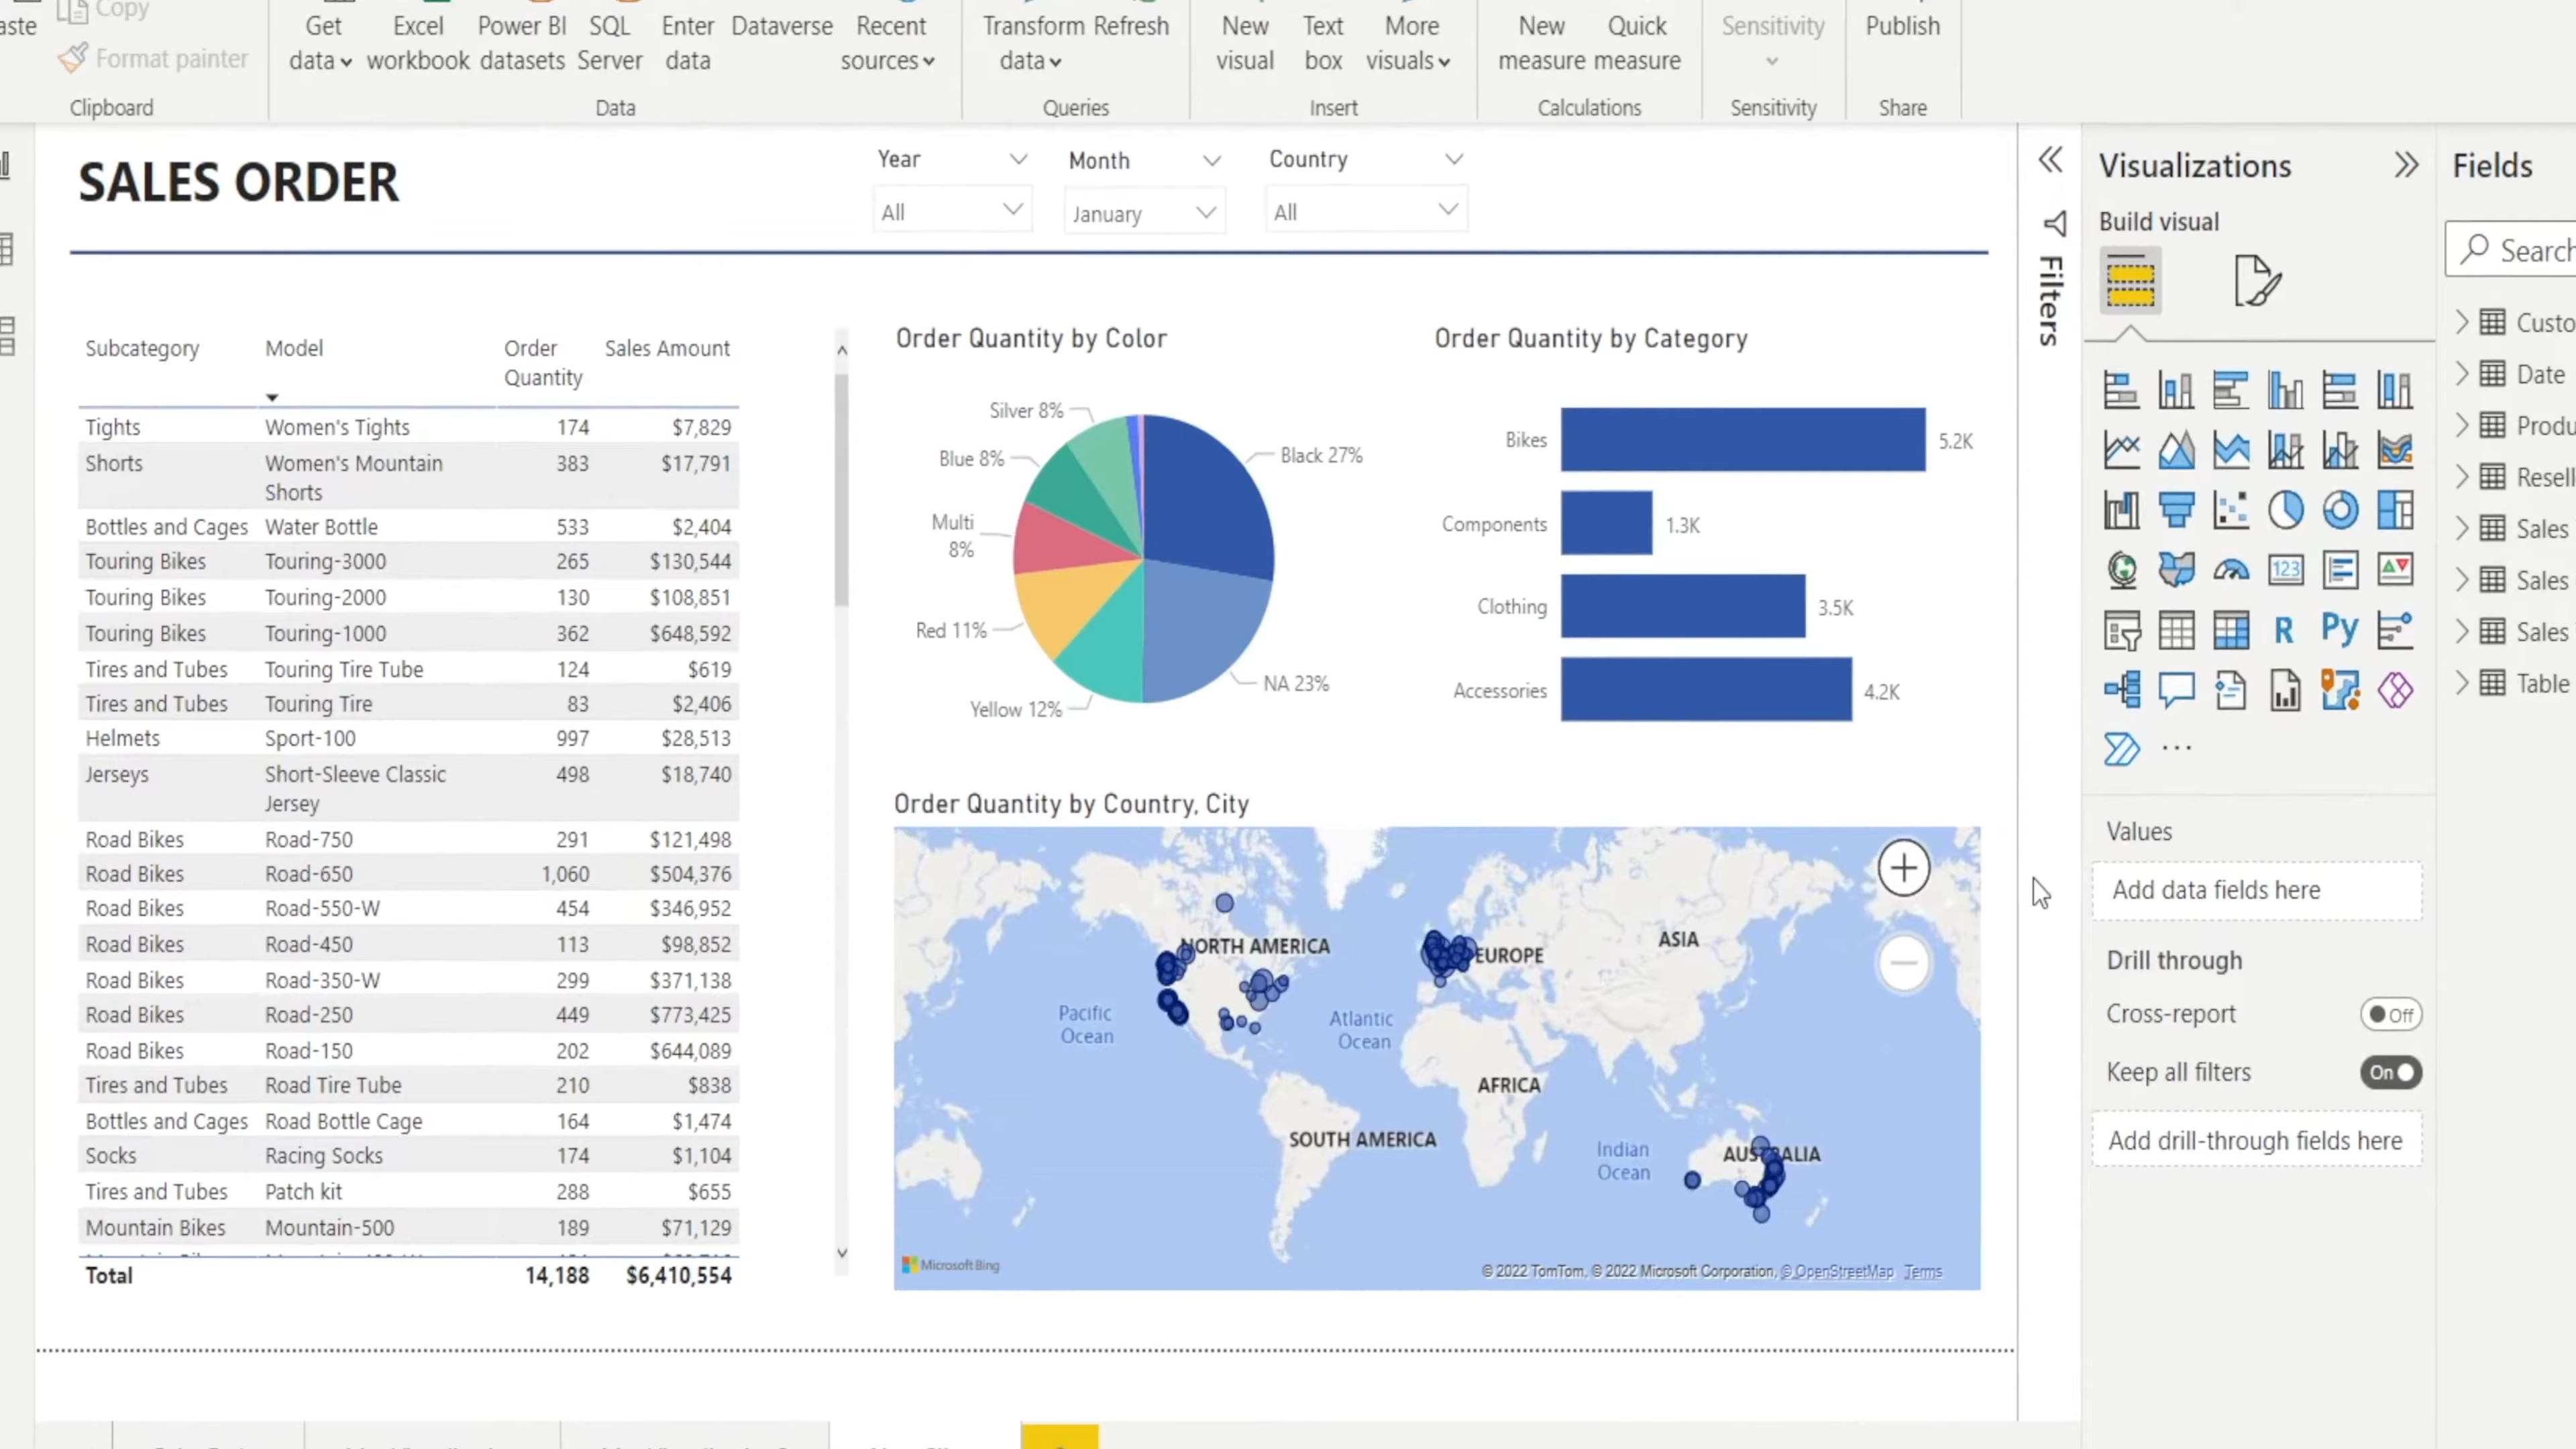 aste
Copy
Format painter
Clipboard
Get data
Excel workbook
Power BI datasets
SQL Server
Enter data
Dataverse
Recent sources
Data
Transform data
Refresh
Queries
New visual
Text box
More visuals
Insert
New measure
Quick measure
Calculations
Sensitivity
Sensitivity
Publish
Share
SALES ORDER
Year
All
Month
January
Country
All
Subcategory Model Order Quantity Sales Amount
Tights Women's Tights 174 $7,829
Shorts Women's Mountain Shorts 383 $17,791
Bottles and Cages Water Bottle 533 $2,404
Touring Bikes Touring-3000 265 $130,544
Touring Bikes Touring-2000 130 $108,851
Touring Bikes Touring-1000 362 $648,592
Tires and Tubes Touring Tire Tube 124 $619
Tires and Tubes Touring Tire 83 $2,406
Helmets Sport-100 997 $28,513
Jerseys Short-Sleeve Classic Jersey 498 $18,740
Road Bikes Road-750 291 $121,498
Road Bikes Road-650 1,060 $504,376
Road Bikes Road-550-W 454 $346,952
Road Bikes Road-450 113 $98,852
Road Bikes Road-350-W 299 $371,138
Road Bikes Road-250 449 $773,425
Road Bikes Road-150 202 $644,089
Tires and Tubes Road Tire Tube 210 $838
Bottles and Cages Road Bottle Cage 164 $1,474
Socks Racing Socks 174 $1,104
Tires and Tubes Patch kit 288 $655
Mountain Bikes Mountain-500 189 $71,129
Total 14,188 $6,410,554
Order Quantity by Color
Silver 8%
Blue 8%
Multi
8%
Red 11%
Yellow 12%
Black 27%
NA 23%
Order Quantity by Category
Bikes 5.2K
Components 1.3K
Clothing 3.5K
Accessories 4.2K
Order Quantity by Country, City
NORTH AMERICA
EUROPE
ASIA
Pacific
Ocean
Atlantic
Ocean
AFRICA
SOUTH AMERICA
Indian
Ocean
AUSTRALIA
Microsoft Bing
© 2022 TomTom, © 2022 Microsoft Corporation, © OpenStreetMap Terms
Filters
Visualizations
Build visual
123
R
Py
...
Values
Add data fields here
Drill through
Cross-report
Off
Keep all filters
On
Add drill-through fields here
Fields
Search
Custo
Date
Produ
Resell
Sales
Sales
Sales
Table